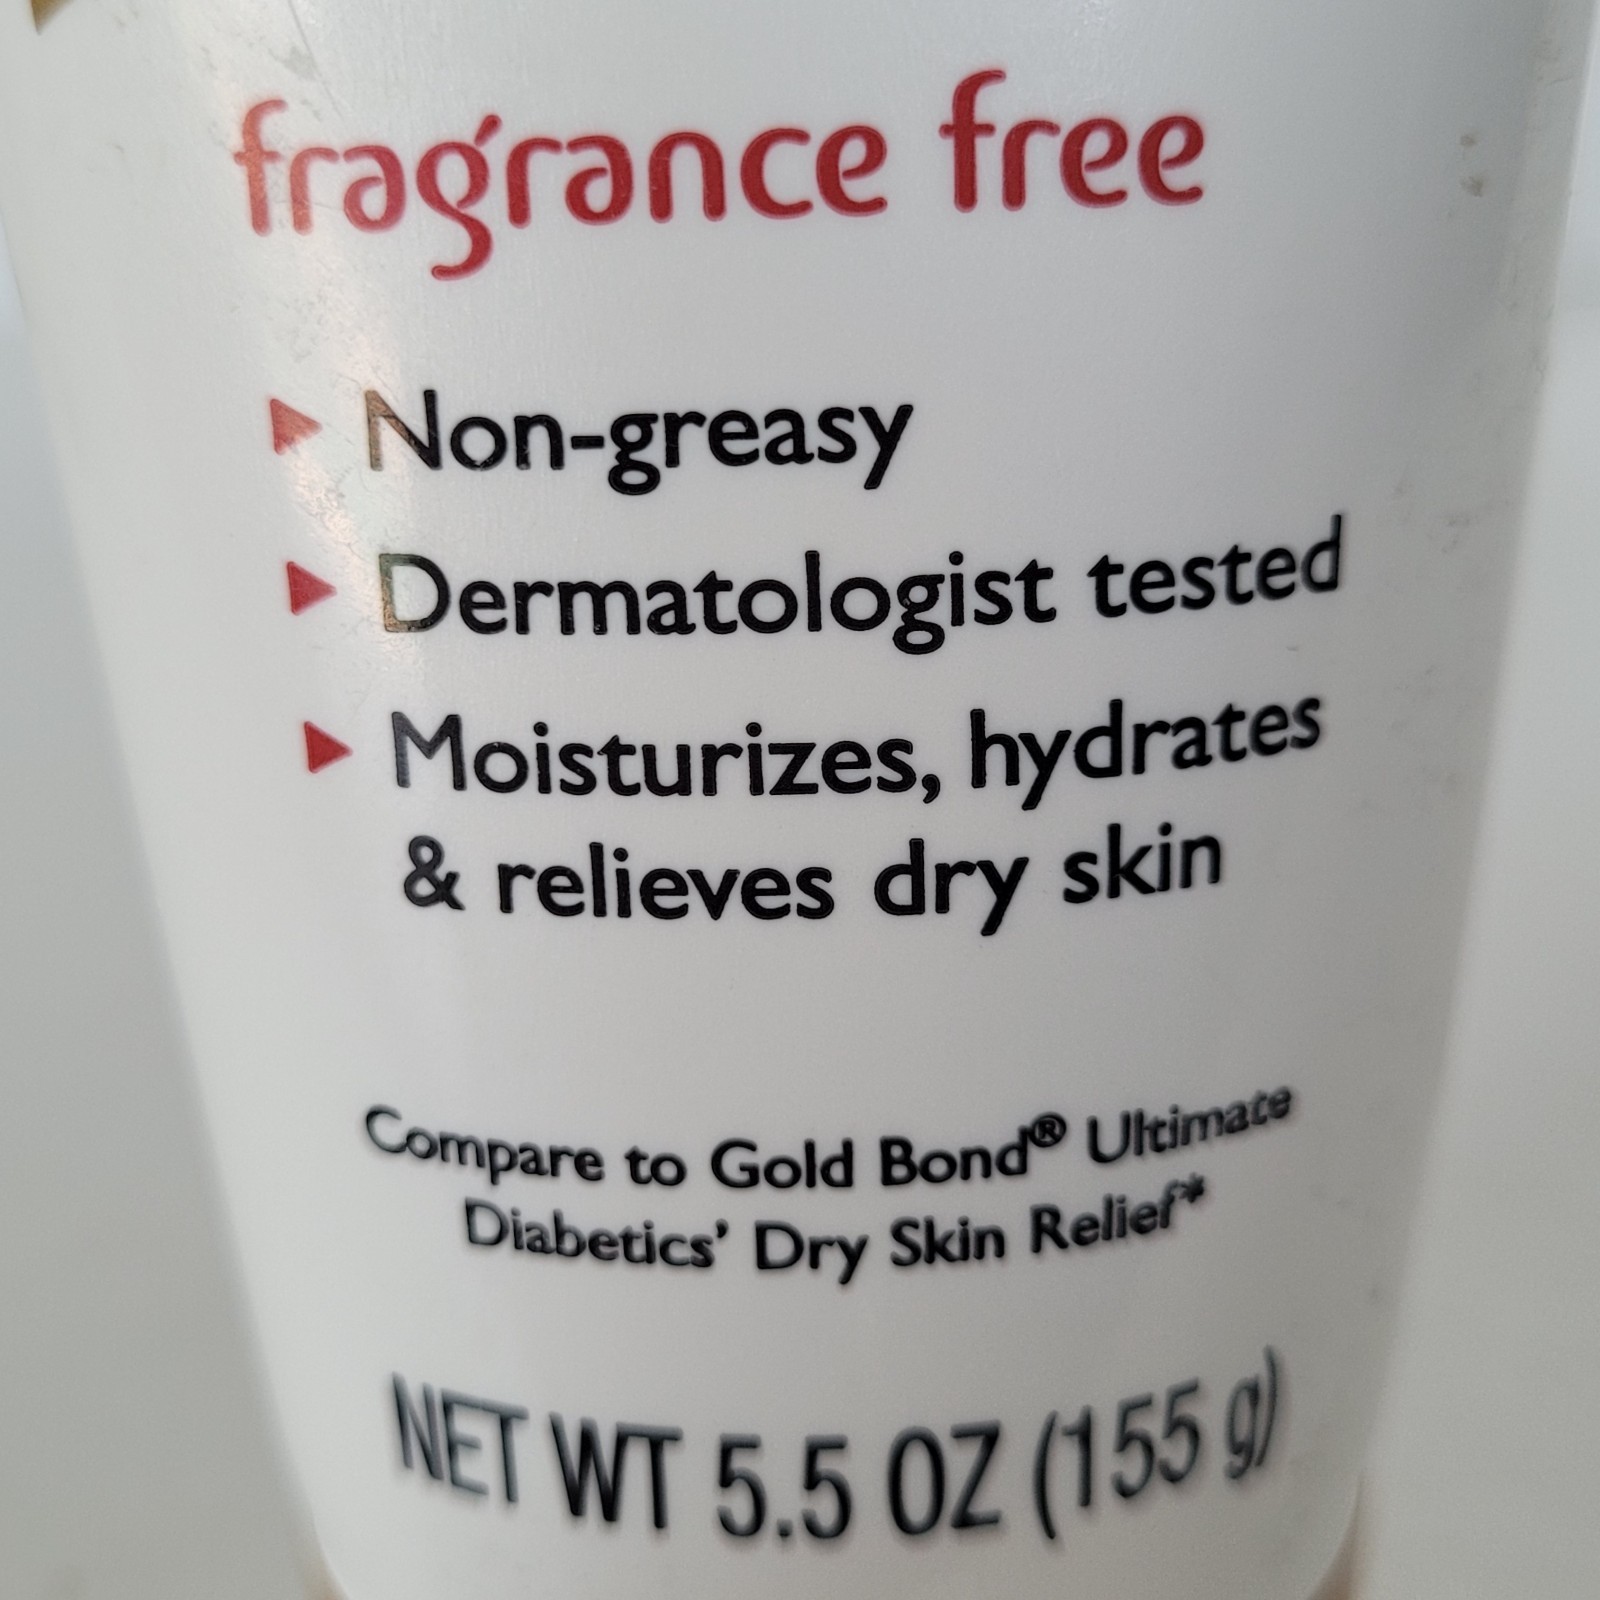 fragrance free
Non-greasy
Dermatologist tested
Moisturizes, hydrates
& relieves dry skin
Compare to Gold Bond® Ultimate
Diabetics' Dry Skin Relief*
NET WT 5.5 OZ (155 g)